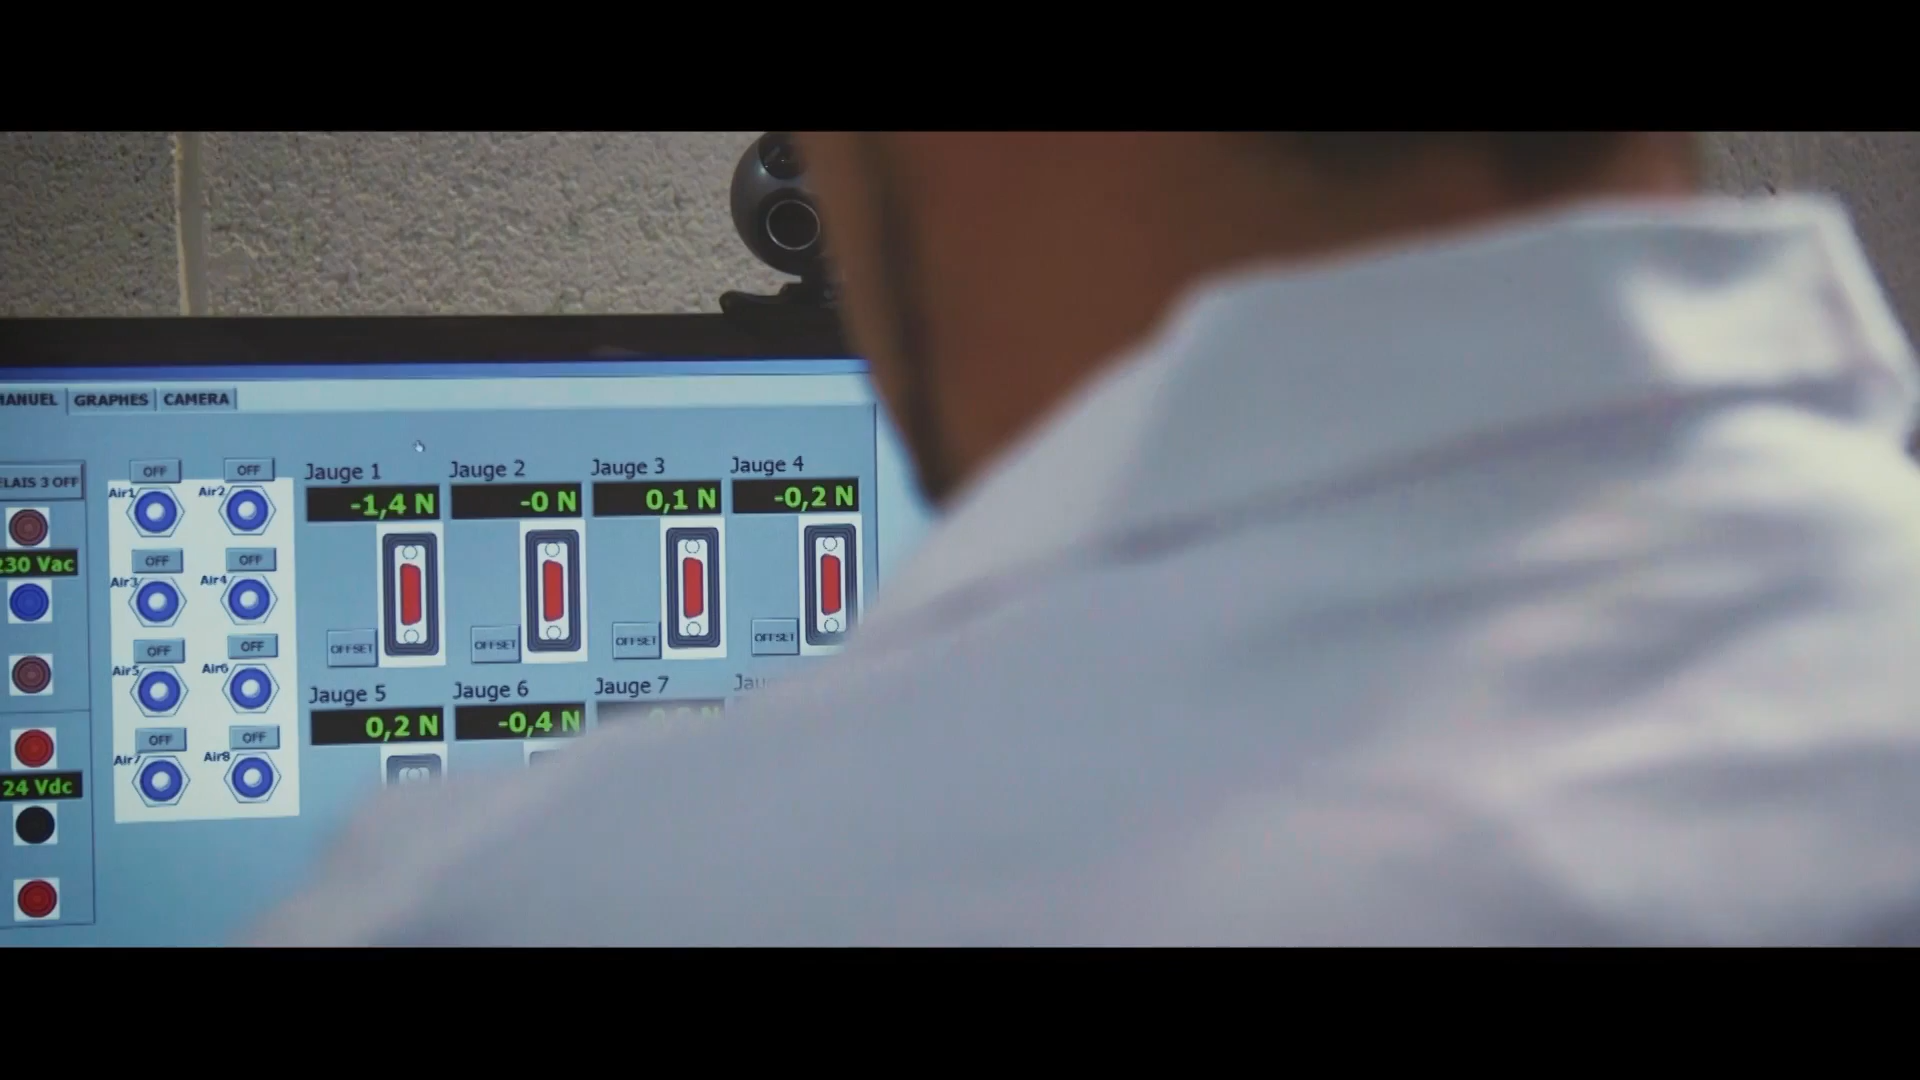 MANUEL GRAPHES CAMERA
RELAIS 3 OFF
230 Vac
24 Vdc
OFF OFF
Air1 Air2
OFF OFF
Air3 Air4
OFF OFF
Air5 Air6
OFF OFF
Air7 Air8
Jauge 1 Jauge 2 Jauge 3 Jauge 4
-1,4 N -0 N 0,1 N -0,2 N
OFFSET OFFSET OFFSET OFFSET
Jauge 5 Jauge 6 Jauge 7
0,2 N -0,4 N